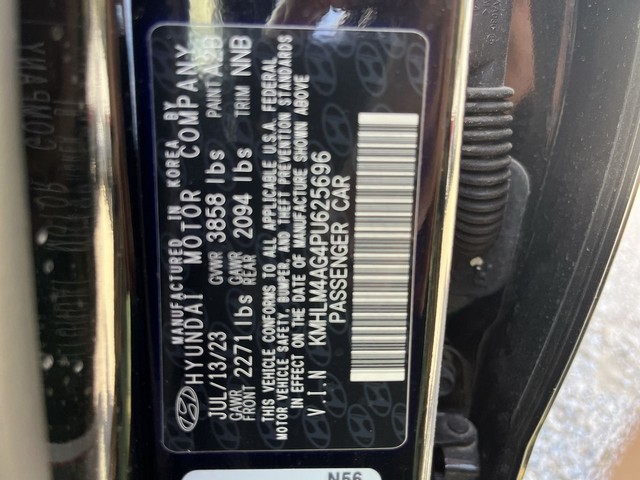 MANUFACTURED IN KOREA BY
HYUNDAI MOTOR COMPANY
JUL/13/23 GVWR 3858 lbs PAINT A2B
GAWR FRONT 2271 lbs GAWR REAR 2094 lbs TRIM NNB
THIS VEHICLE CONFORMS TO ALL APPLICABLE U.S.A. FEDERAL
MOTOR VEHICLE SAFETY, BUMPER, AND THEFT PREVENTION STANDARDS
IN EFFECT ON THE DATE OF MANUFACTURE SHOWN ABOVE
V.I.N KMHLM4AG4PU625696
PASSENGER CAR
N56